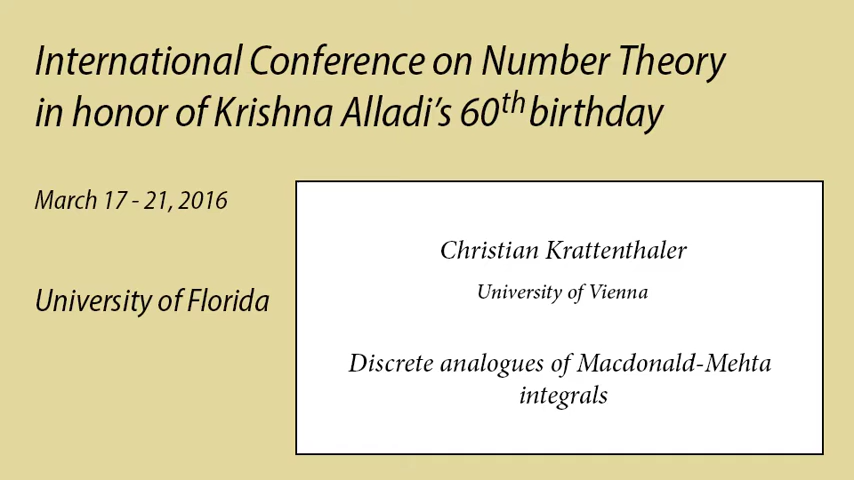 International Conference on Number Theory
in honor of Krishna Alladi's 60th birthday
March 17 - 21, 2016
University of Florida
Christian Krattenthaler
University of Vienna
Discrete analogues of Macdonald-Mehta
integrals